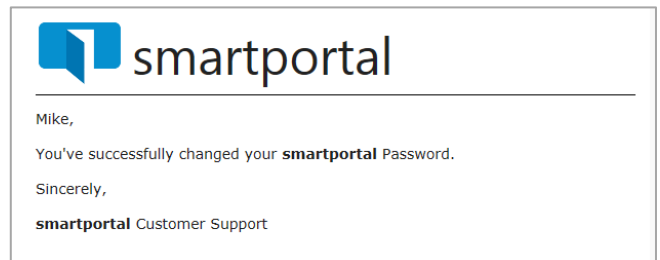 smartportal
Mike,
You've successfully changed your smartportal Password.
Sincerely,
smartportal Customer Support